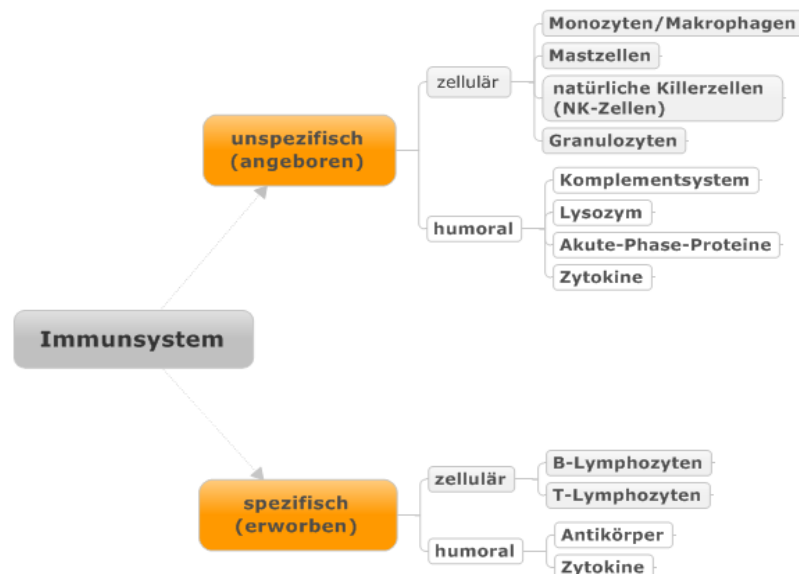 Monozyten/Makrophagen
Mastzellen
zellulär
natürliche Killerzellen
(NK-Zellen)
unspezifisch
(angeboren)
Granulozyten
Komplementsystem
Lysozym
humoral
Akute-Phase-Proteine
Zytokine
Immunsystem
B-Lymphozyten
zellulär
T-Lymphozyten
spezifisch
(erworben)
Antikörper
humoral
Zytokine